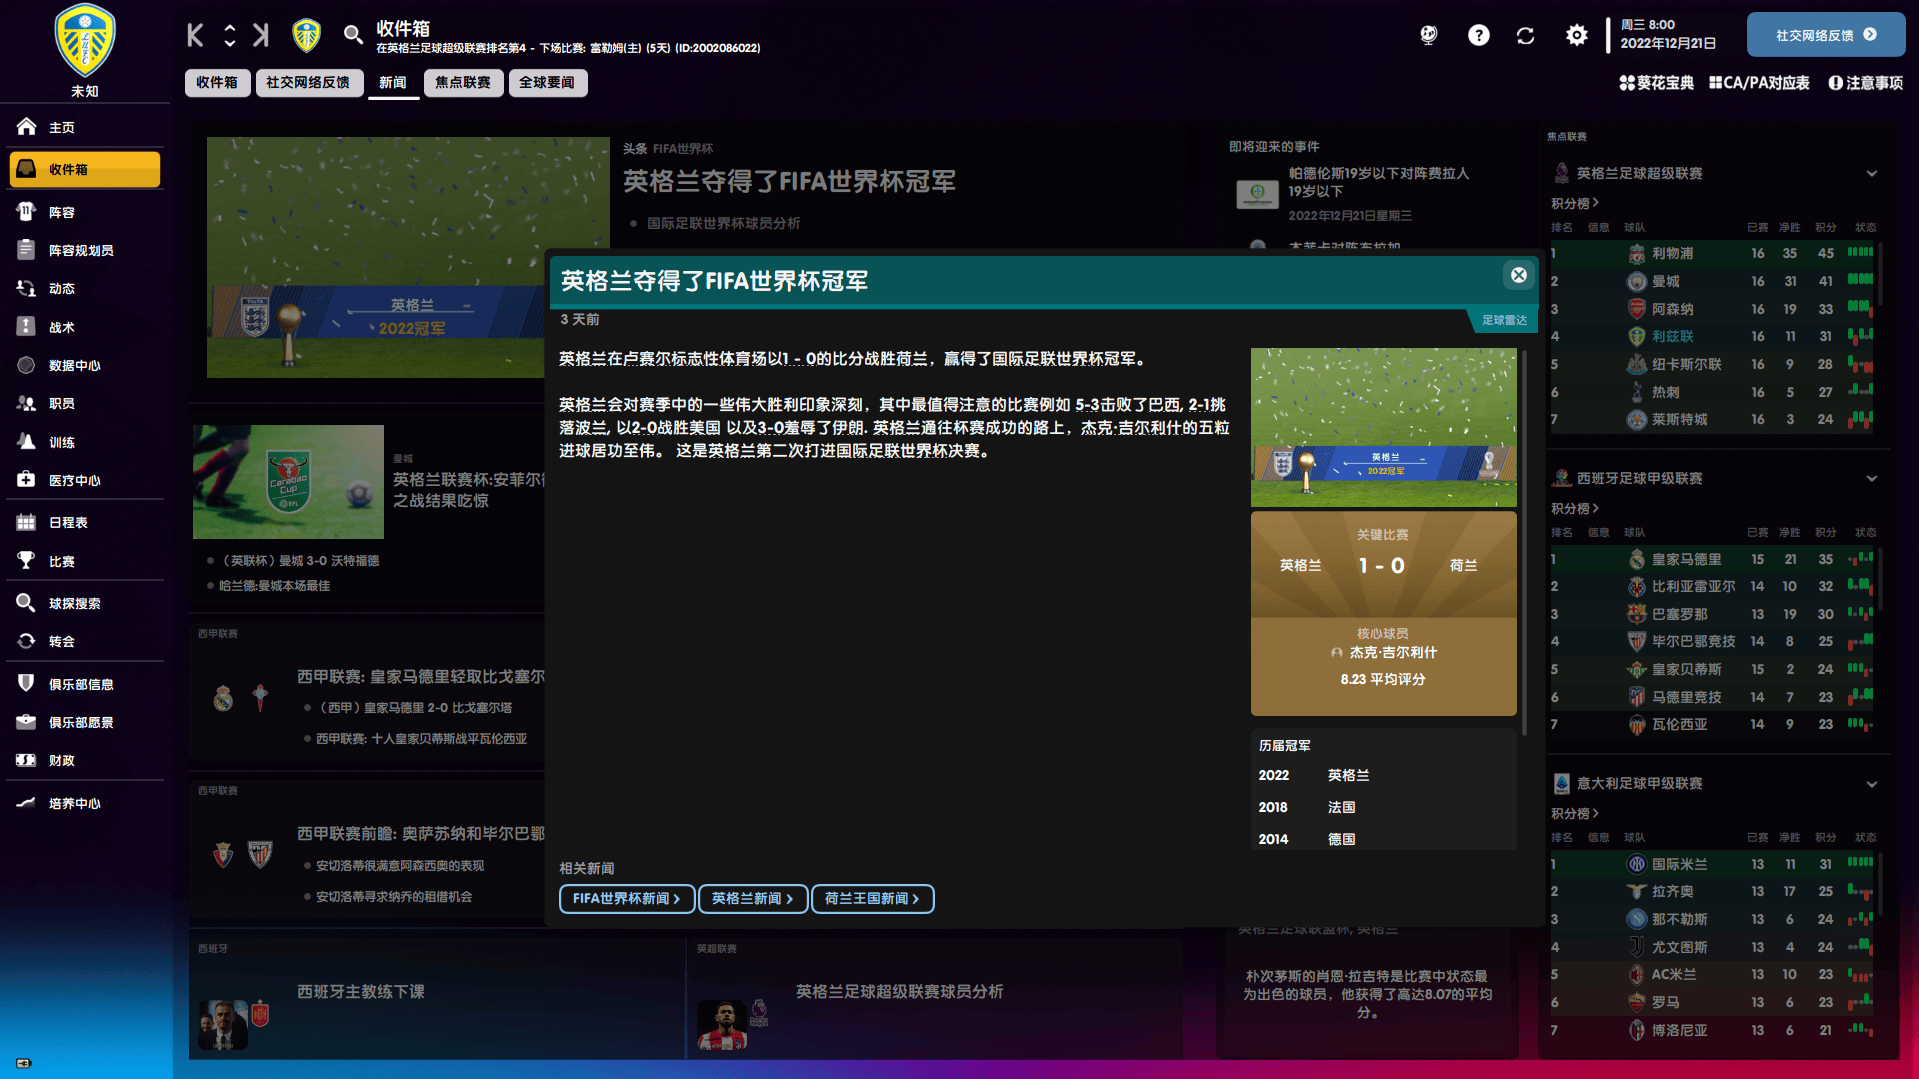 收件箱
在英格兰足球超级联赛排名第4 - 下场比赛: 富勒姆(主) (5天) (ID:2002086022)
周三 8:00
2022年12月21日
社交网络反馈
未知
收件箱
社交网络反馈
新闻
焦点联赛
全球要闻
葵花宝典
CA/PA对应表
注意事项
主页
收件箱
阵容
阵容规划员
动态
战术
数据中心
职员
训练
医疗中心
日程表
比赛
球探搜索
转会
俱乐部信息
俱乐部愿景
财政
培养中心
头条 FIFA世界杯
英格兰夺得了FIFA世界杯冠军
国际足联世界杯球员分析
英格兰
2022冠军
曼城
英格兰联赛杯:安菲尔德
之战结果吃惊
Carabao
Cup
EFL
（英联杯）曼城 3-0 沃特福德
哈兰德:曼城本场最佳
西甲联赛
西甲联赛: 皇家马德里轻取比戈塞尔
（西甲）皇家马德里 2-0 比戈塞尔塔
西甲联赛: 十人皇家贝蒂斯战平瓦伦西亚
西甲联赛
西甲联赛前瞻: 奥萨苏纳和毕尔巴鄂
安切洛蒂很满意阿森西奥的表现
安切洛蒂寻求纳乔的租借机会
西班牙
西班牙主教练下课
英超联赛
英格兰足球超级联赛球员分析
即将迎来的事件
帕德伦斯19岁以下对阵费拉人
19岁以下
2022年12月21日星期三
本菲卡对阵布拉加
英格兰足球联盟杯, 英格兰
朴次茅斯的肖恩·拉吉特是比赛中状态最
为出色的球员，他获得了高达8.07的平均
分。
英格兰夺得了FIFA世界杯冠军
3 天前
足球雷达
英格兰在卢赛尔标志性体育场以1 - 0的比分战胜荷兰，赢得了国际足联世界杯冠军。
英格兰会对赛季中的一些伟大胜利印象深刻，其中最值得注意的比赛例如 5-3击败了巴西, 2-1挑
落波兰, 以2-0战胜美国 以及3-0羞辱了伊朗. 英格兰通往杯赛成功的路上，杰克·吉尔利什的五粒
进球居功至伟。 这是英格兰第二次打进国际足联世界杯决赛。
英格兰
2022冠军
关键比赛
英格兰 1 - 0 荷兰
核心球员
杰克·吉尔利什
8.23 平均评分
历届冠军
2022 英格兰
2018 法国
2014 德国
相关新闻
FIFA世界杯新闻
英格兰新闻
荷兰王国新闻
焦点联赛
英格兰足球超级联赛
积分榜
排名 信息 球队 已赛 净胜 积分 状态
1 利物浦 16 35 45
2 曼城 16 31 41
3 阿森纳 16 19 33
4 利兹联 16 11 31
5 纽卡斯尔联 16 9 28
6 热刺 16 5 27
7 莱斯特城 16 3 24
西班牙足球甲级联赛
积分榜
排名 信息 球队 已赛 净胜 积分 状态
1 皇家马德里 15 21 35
2 比利亚雷亚尔 14 10 32
3 巴塞罗那 13 19 30
4 毕尔巴鄂竞技 14 8 25
5 皇家贝蒂斯 15 2 24
6 马德里竞技 14 7 23
7 瓦伦西亚 14 9 23
意大利足球甲级联赛
积分榜
排名 信息 球队 已赛 净胜 积分 状态
1 国际米兰 13 11 31
2 拉齐奥 13 17 25
3 那不勒斯 13 6 24
4 尤文图斯 13 4 24
5 AC米兰 13 10 23
6 罗马 13 6 23
7 博洛尼亚 13 6 21